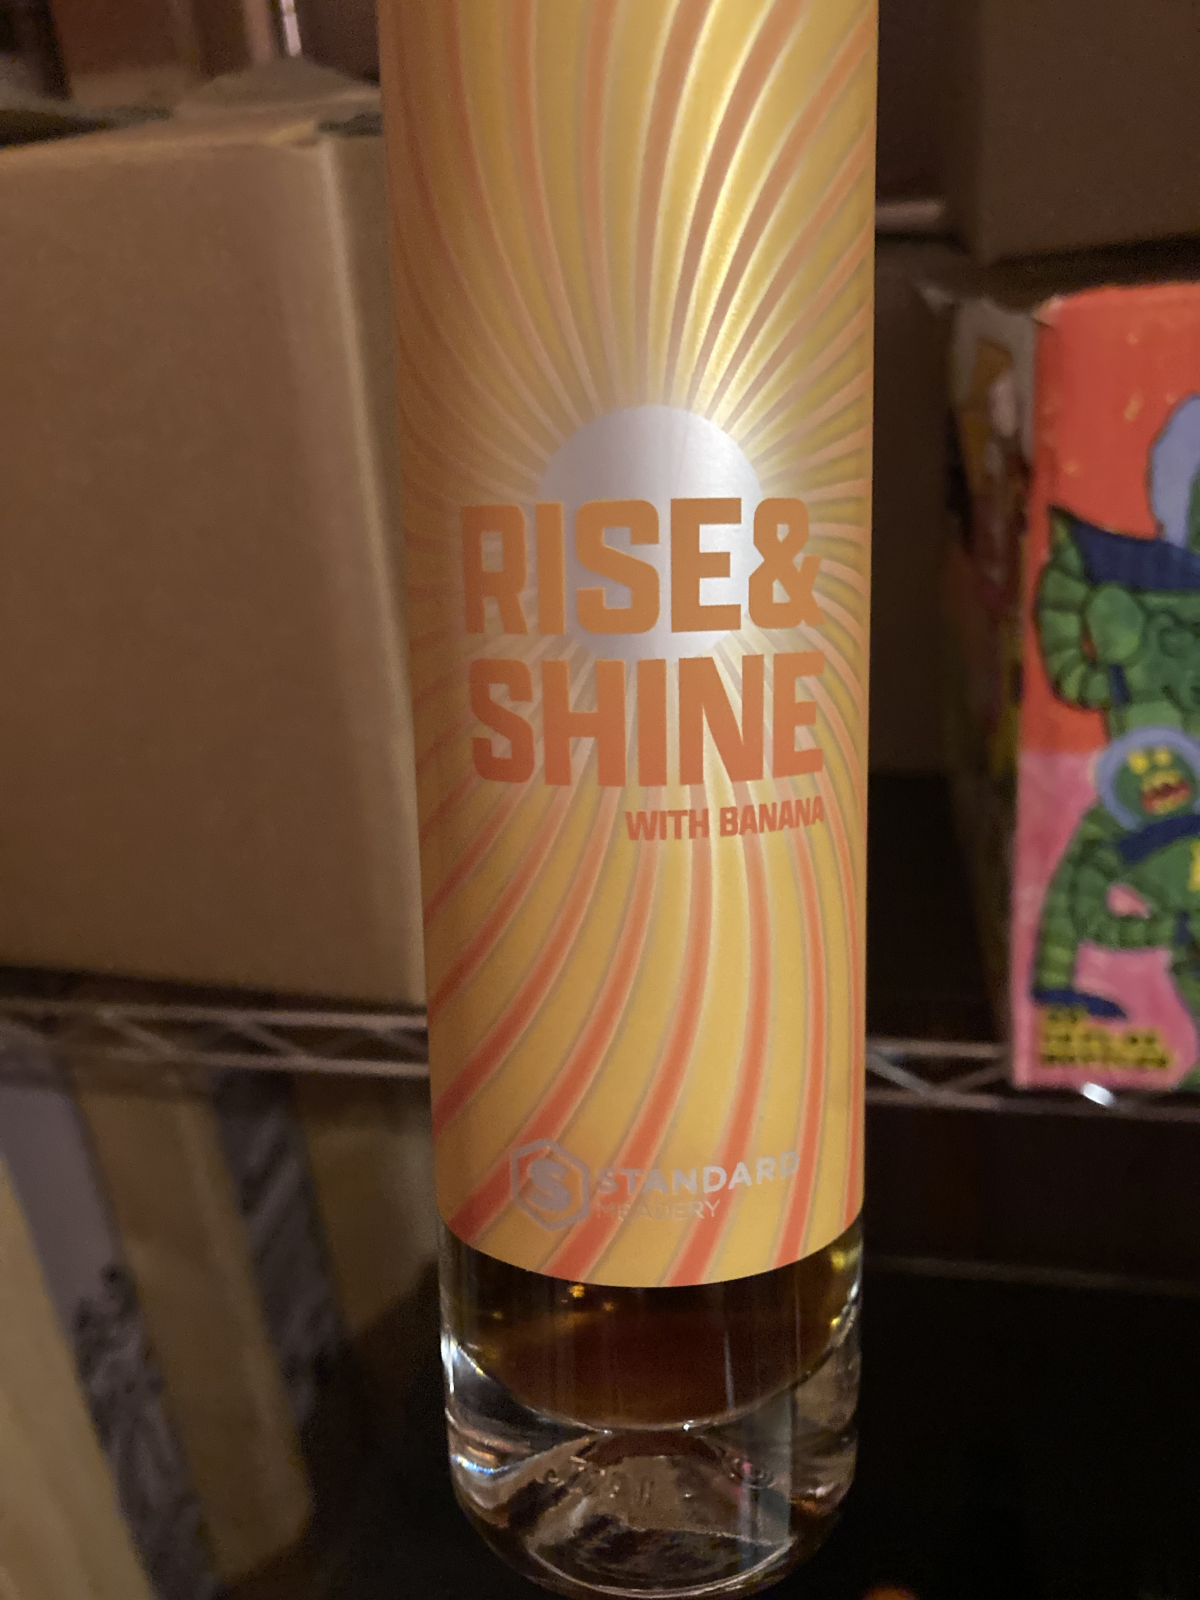 RISE&
SHINE
WITH BANANA
S STANDARD
MEADERY